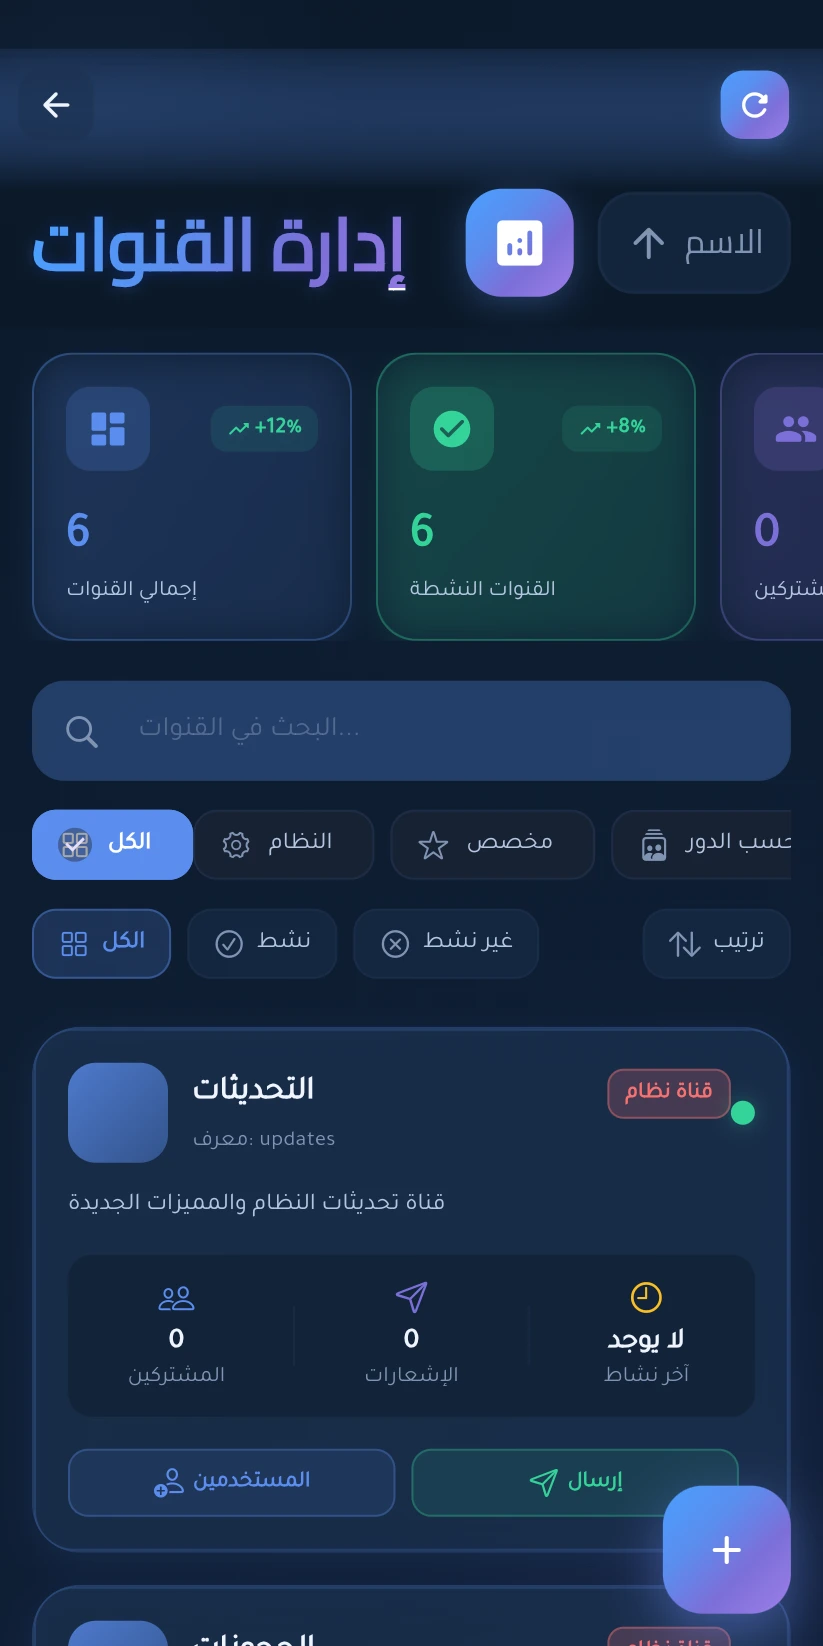 إدارة القنوات
الاسم
+12%
6
إجمالي القنوات
+8%
6
القنوات النشطة
0
البحث في القنوات...
الكل
النظام
مخصص
حسب الدور
الكل
نشط
غير نشط
ترتيب
التحديثات
قناة نظام
معرف: updates
قناة تحديثات النظام والمميزات الجديدة
0
المشتركين
0
الإشعارات
لا يوجد
آخر نشاط
المستخدمين
إرسال